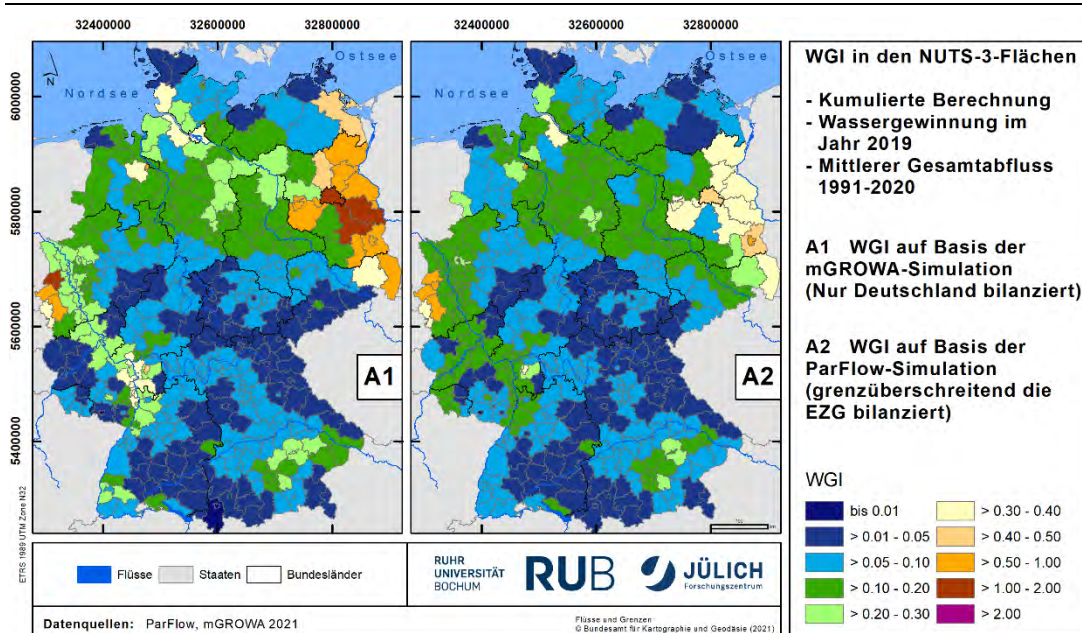 32400000 32600000 32800000
32400000 32600000 32800000
Ostsee
Nordsee
N
Ostsee
Nordsee
6000000
5800000
5600000
5400000
A1
A2
ETRS 1989 UTM Zone N32
WGI in den NUTS-3-Flächen
- Kumulierte Berechnung
- Wassergewinnung im
Jahr 2019
- Mittlerer Gesamtabfluss
1991-2020
A1 WGI auf Basis der
mGROWA-Simulation
(Nur Deutschland bilanziert)
A2 WGI auf Basis der
ParFlow-Simulation
(grenzüberschreitend die
EZG bilanziert)
WGI
bis 0.01
> 0.01 - 0.05
> 0.05 - 0.10
> 0.10 - 0.20
> 0.20 - 0.30
> 0.30 - 0.40
> 0.40 - 0.50
> 0.50 - 1.00
> 1.00 - 2.00
> 2.00
Flüsse Staaten Bundesländer
RUHR
UNIVERSITÄT
BOCHUM
RUB
JÜLICH
Forschungszentrum
Datenquellen: ParFlow, mGROWA 2021
Flüsse und Grenzen
© Bundesamt für Kartographie und Geodäsie (2021)